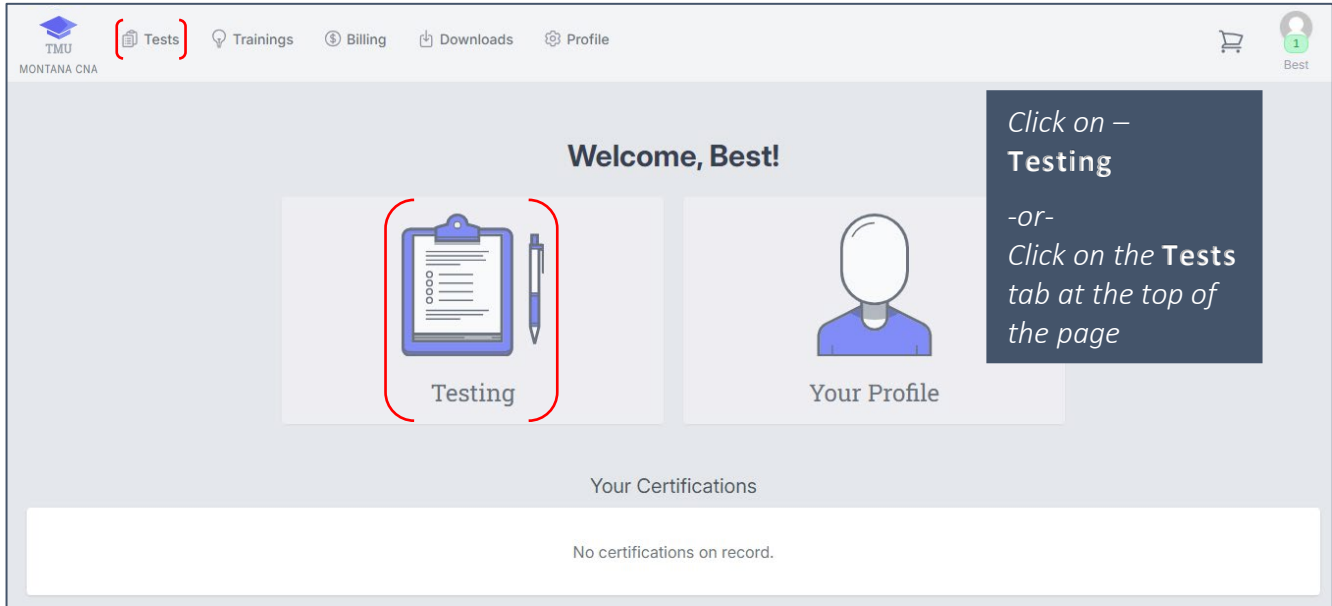 TMU
MONTANA CNA
Tests
Trainings
Billing
Downloads
Profile
1
Best
Welcome, Best!
Click on –
Testing
-or-
Click on the Tests
tab at the top of
the page
Testing
Your Profile
Your Certifications
No certifications on record.